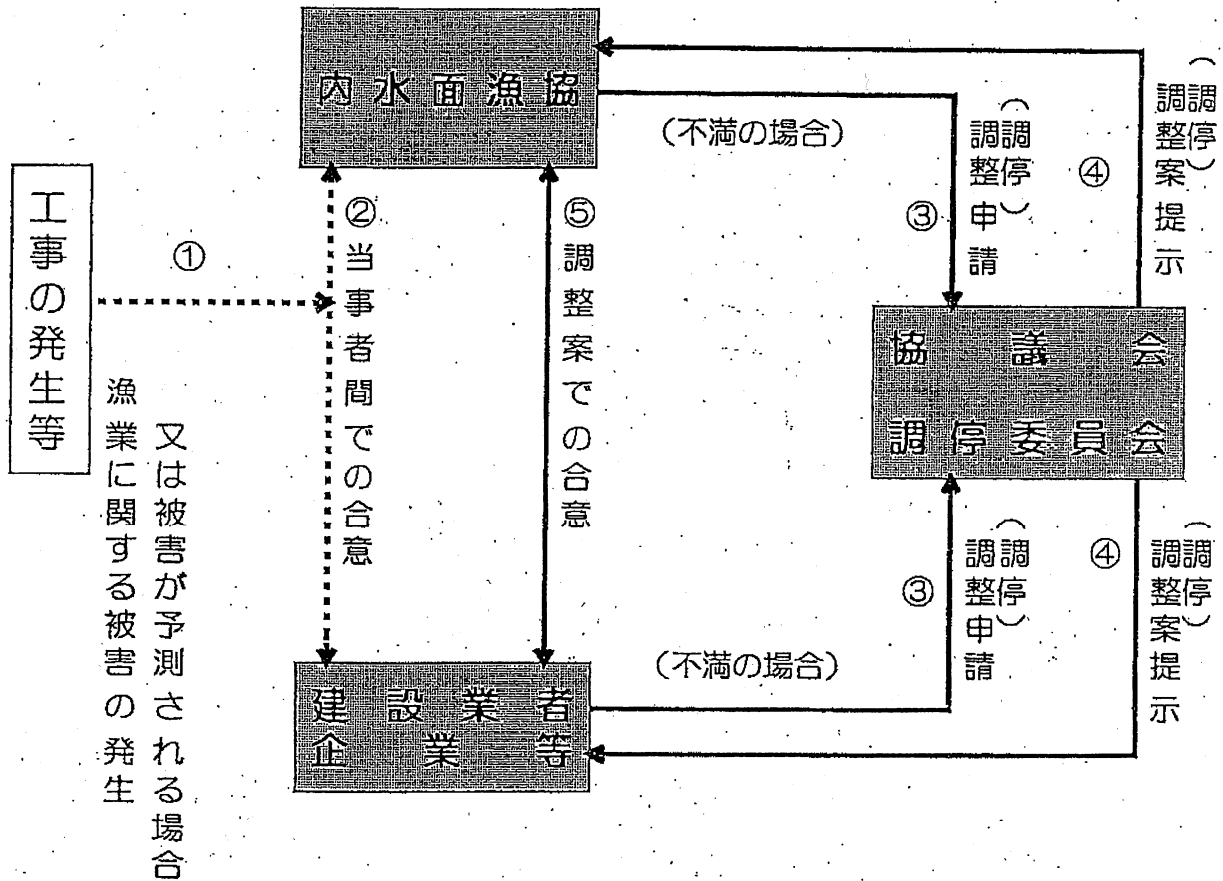 内水面漁協
工事の発生等
①
漁業に関する被害の発生
又は被害が予測される場合
②当事者間での合意
⑤調整案での合意
(不満の場合)
③
(調停)
調整申請
④
(調停)
調整案提示
協議会
調停委員会
③
(調停)
調整申請
④
(調停)
調整案提示
(不満の場合)
建設業者
企業等